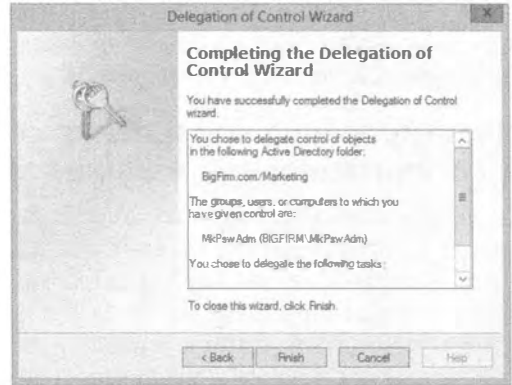 Delegation of Control Wizard
Completing the Delegation of
Control Wizard
You have successfully completed the Delegation of Control
wizard.
You chose to delegate control of objects
in the following Active Directory folder:
BigFirm.com/Marketing
The groups, users, or computers to which you
have given control are:
MkPswAdm (BIGFIRM\MkPswAdm)
You chose to delegate the following tasks:
To close this wizard, click Finish.
< Back
Finish
Cancel
Help